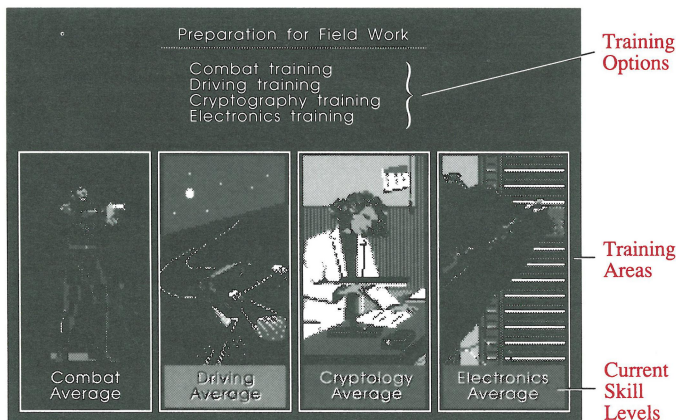 Preparation for Field Work
Combat training
Driving training
Cryptography training
Electronics training
Training
Options
Training
Areas
Combat
Average
Driving
Average
Cryptology
Average
Electronics
Average
Current
Skill
Levels